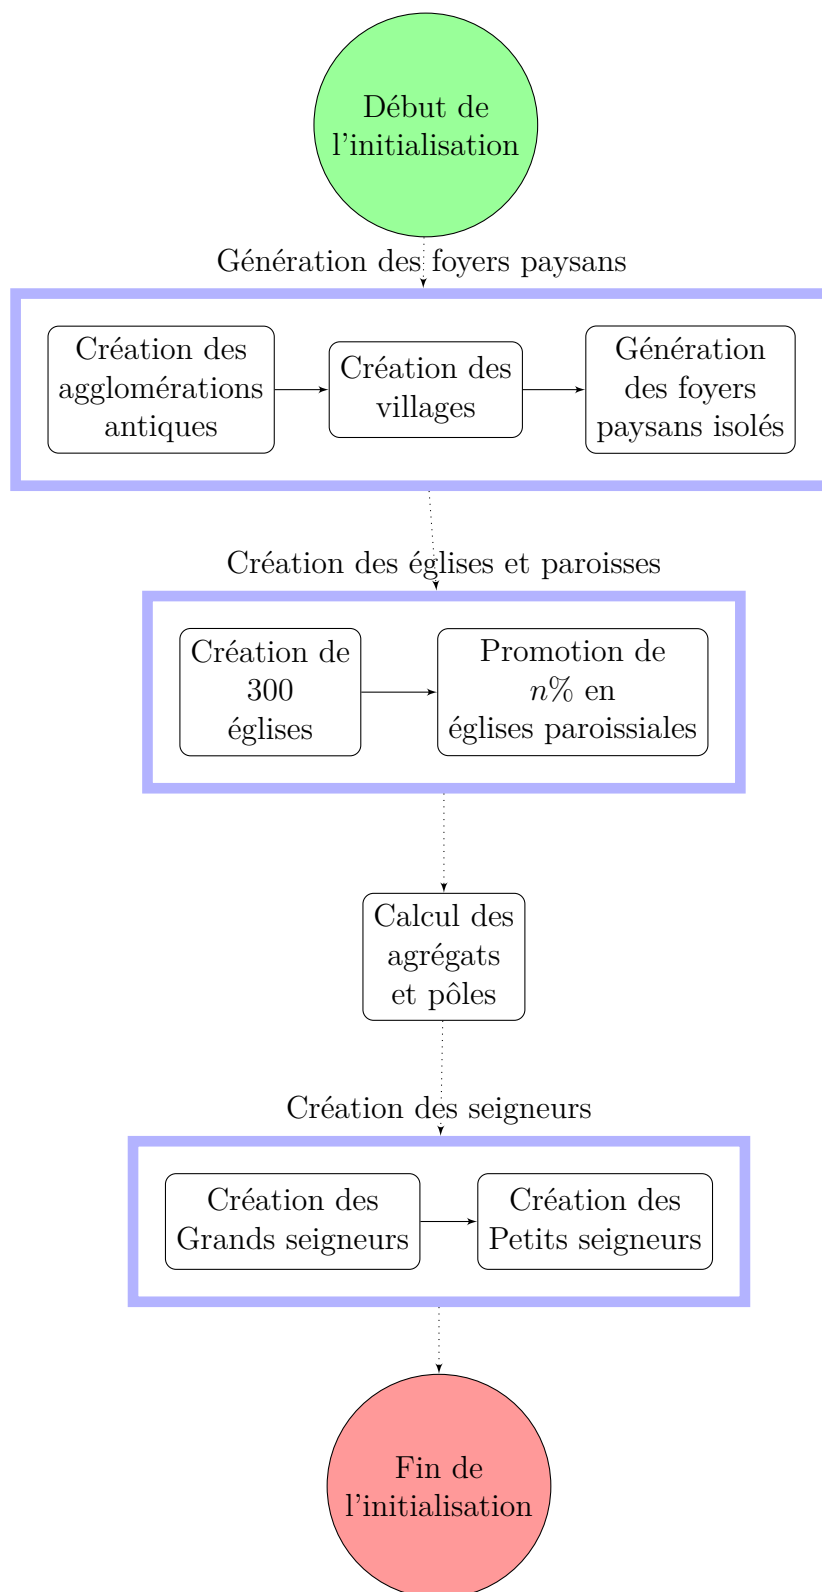 Début de
l'initialisation
Génération des foyers paysans
Création des
agglomérations
antiques
Création des
villages
Génération
des foyers
paysans isolés
Création des églises et paroisses
Création de
300
églises
Promotion de
n% en
églises paroissiales
Calcul des
agrégats
et pôles
Création des seigneurs
Création des
Grands seigneurs
Création des
Petits seigneurs
Fin de
l'initialisation